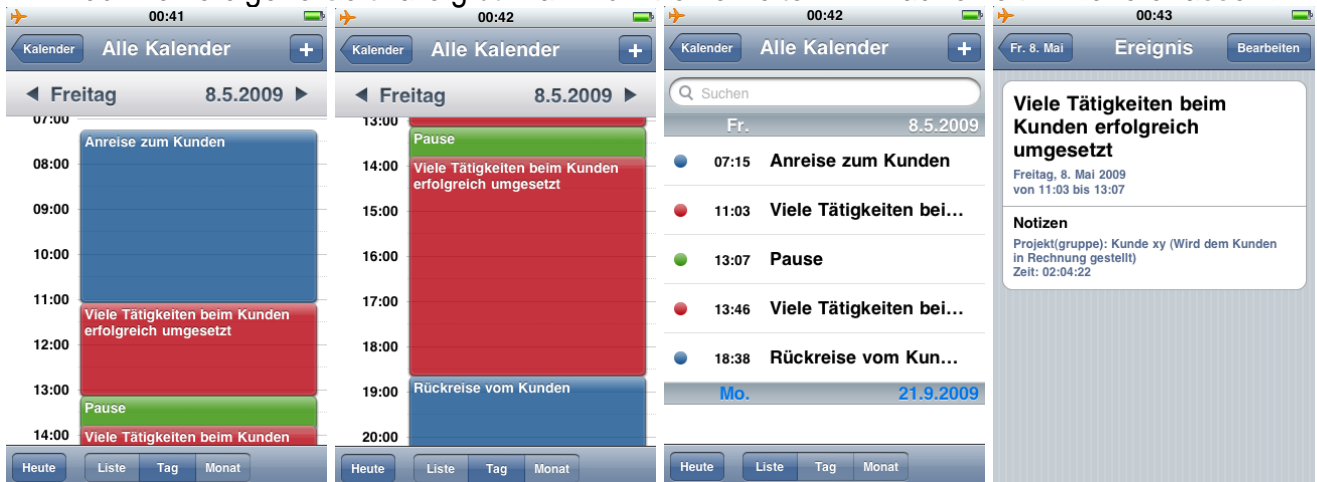 00:41
Kalender Alle Kalender +
Freitag 8.5.2009
07:00
Anreise zum Kunden
08:00
09:00
10:00
11:00
Viele Tätigkeiten beim Kunden
erfolgreich umgesetzt
12:00
13:00
Pause
14:00 Viele Tätigkeiten beim Kunden
Heute Liste Tag Monat
00:42
Kalender Alle Kalender +
Freitag 8.5.2009
13:00
Pause
14:00 Viele Tätigkeiten beim Kunden
erfolgreich umgesetzt
15:00
16:00
17:00
18:00
19:00 Rückreise vom Kunden
20:00
Heute Liste Tag Monat
00:42
Kalender Alle Kalender +
Suchen
Fr. 8.5.2009
07:15 Anreise zum Kunden
11:03 Viele Tätigkeiten bei...
13:07 Pause
13:46 Viele Tätigkeiten bei...
18:38 Rückreise vom Kun...
Mo. 21.9.2009
Heute Liste Tag Monat
00:43
Fr. 8. Mai Ereignis Bearbeiten
Viele Tätigkeiten beim
Kunden erfolgreich
umgesetzt
Freitag, 8. Mai 2009
von 11:03 bis 13:07
Notizen
Projekt(gruppe): Kunde xy (Wird dem Kunden
in Rechnung gestellt)
Zeit: 02:04:22